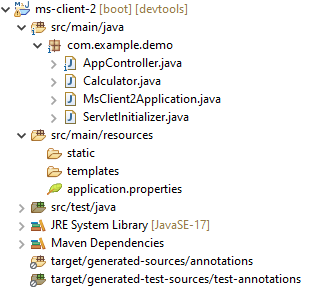 ms-client-2 [boot] [devtools]
src/main/java
com.example.demo
AppController.java
Calculator.java
MsClient2Application.java
ServletInitializer.java
src/main/resources
static
templates
application.properties
src/test/java
JRE System Library [JavaSE-17]
Maven Dependencies
target/generated-sources/annotations
target/generated-test-sources/test-annotations